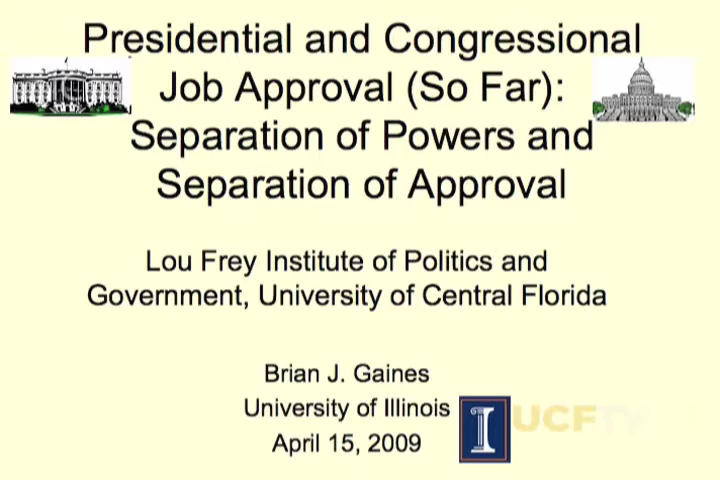 Presidential and Congressional
Job Approval (So Far):
Separation of Powers and
Separation of Approval
Lou Frey Institute of Politics and
Government, University of Central Florida
Brian J. Gaines
University of Illinois
April 15, 2009
I
UCFTV